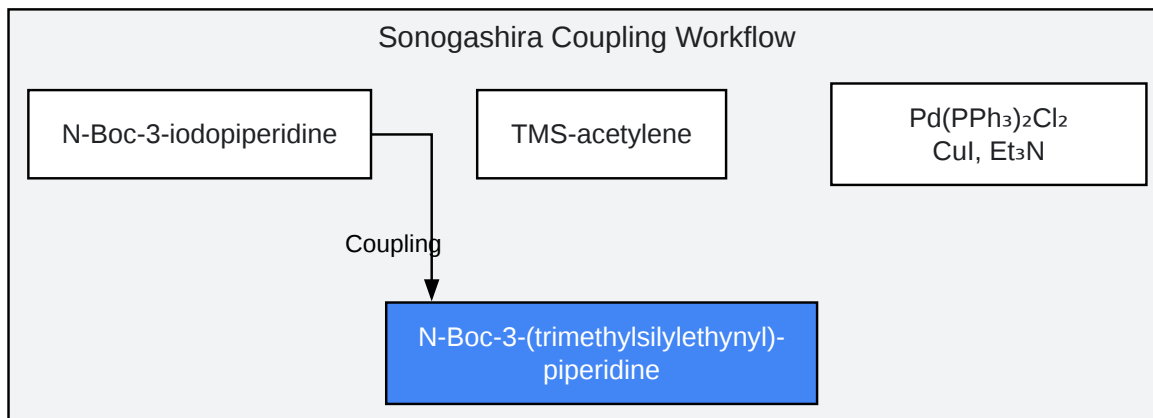 Sonogashira Coupling Workflow
N-Boc-3-iodopiperidine
TMS-acetylene
Pd(PPh₃)₂Cl₂
CuI, Et₃N
Coupling
N-Boc-3-(trimethylsilylethynyl)-
piperidine